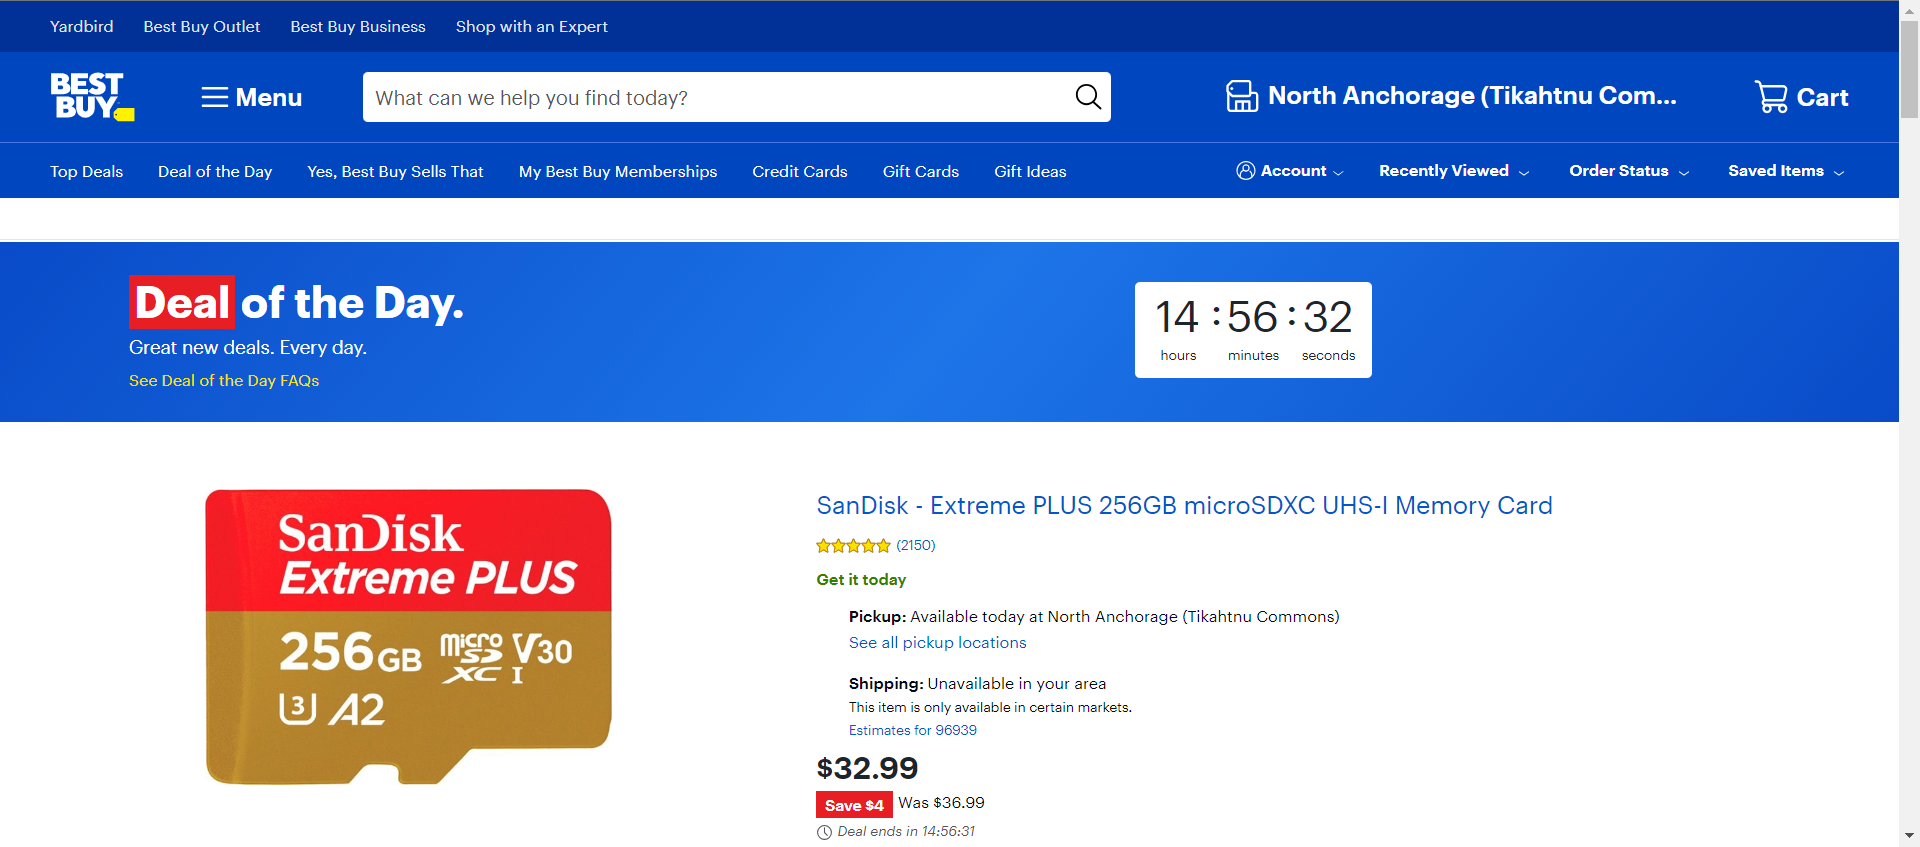 Yardbird Best Buy Outlet Best Buy Business Shop with an Expert
BEST
BUY
Menu
What can we help you find today?
North Anchorage (Tikahtnu Com...
Cart
Top Deals Deal of the Day Yes, Best Buy Sells That My Best Buy Memberships Credit Cards Gift Cards Gift Ideas Account Recently Viewed Order Status Saved Items
Deal of the Day.
Great new deals. Every day.
See Deal of the Day FAQs
14 : 56 : 32
hours minutes seconds
SanDisk
Extreme PLUS
256GB micro SD XC I V30
U3 A2
SanDisk - Extreme PLUS 256GB microSDXC UHS-I Memory Card
(2150)
Get it today
Pickup: Available today at North Anchorage (Tikahtnu Commons)
See all pickup locations
Shipping: Unavailable in your area
This item is only available in certain markets.
Estimates for 96939
$32.99
Save $4 Was $36.99
Deal ends in 14:56:31